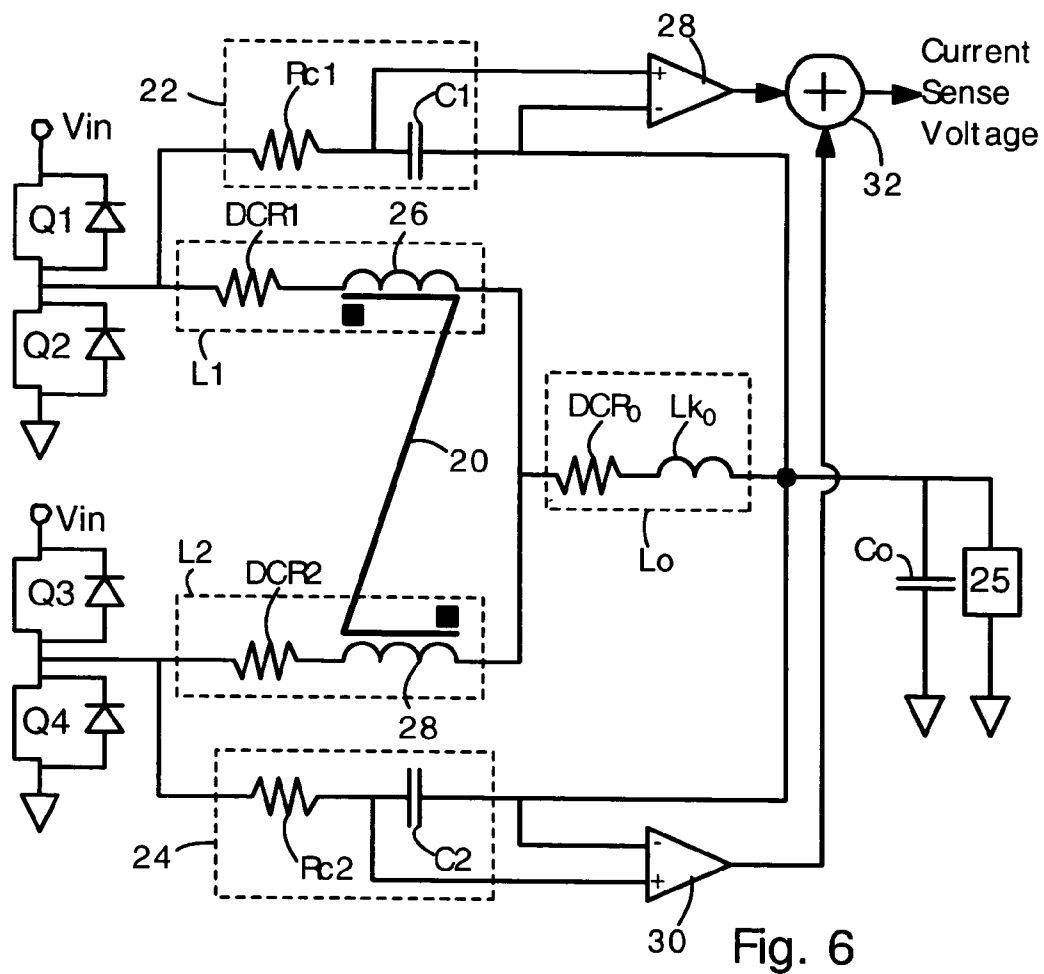 28
Rc1
C1
22
Current
Sense
Voltage
+
-
+
32
Vin
Q1
DCR1
26
Q2
L1
DCR₀
Lk₀
20
Lo
Vin
L2
DCR2
Q3
Co
25
Q4
28
24
Rc2
C2
-
+
30
Fig. 6